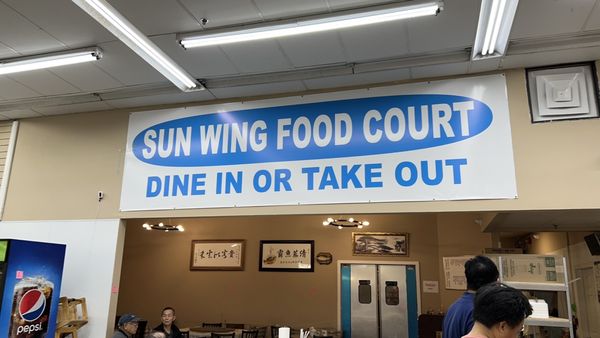 SUN WING FOOD COURT
DINE IN OR TAKE OUT
pepsi